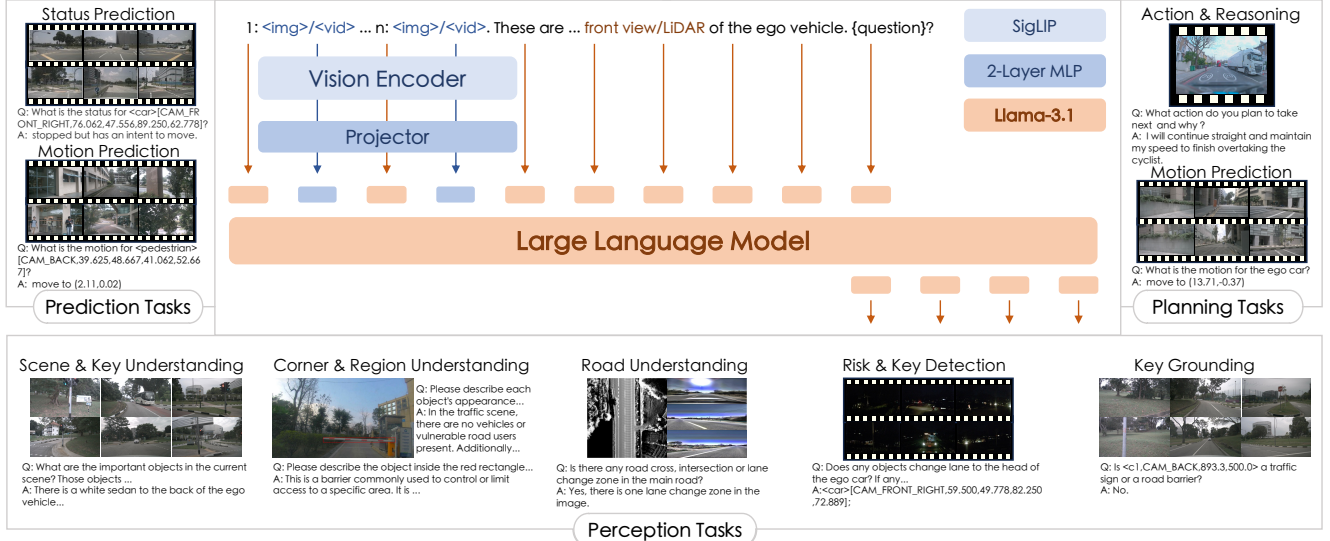 Status Prediction
Q: What is the status for <car>[CAM_FR
ONT_RIGHT,76.062,47.556,89.250,62,778]?
A: stopped but has an intent to move.
Motion Prediction
Q: What is the motion for <pedestrian>
[CAM_BACK,39.625,48.667,41.062,52.66
7]?
A: move to (2.11,0.02)
Prediction Tasks
1: <img>/<vid> ... n: <img>/<vid>. These are ... front view/LiDAR of the ego vehicle. {question}?
Vision Encoder
Projector
Large Language Model
SigLIP
2-Layer MLP
Llama-3.1
Action & Reasoning
Q: What action do you plan to take
next and why ?
A: I will continue straight and maintain
my speed to finish overtaking the
cyclist.
Motion Prediction
Q: What is the motion for the ego car?
A: move to (13.71,-0.37)
Planning Tasks
Scene & Key Understanding
Q: What are the important objects in the current
scene? Those objects ...
A: There is a white sedan to the back of the ego
vehicle...
Corner & Region Understanding
Q: Please describe each
object's appearance...
A: In the traffic scene,
there are no vehicles or
vulnerable road users
present. Additionally...
Q: Please describe the object inside the red rectangle...
A: This is a barrier commonly used to control or limit
access to a specific area. It is ...
Road Understanding
Q: Is there any road cross, intersection or lane
change zone in the main road?
A: Yes, there is one lane change zone in the
image.
Risk & Key Detection
Q: Does any objects change lane to the head of
the ego car? If any...
A:<car>[CAM_FRONT_RIGHT,59.500,49.778,82.250
,72.889];
Key Grounding
Q: Is <c1,CAM_BACK,893.3,500.0> a traffic
sign or a road barrier?
A: No.
Perception Tasks